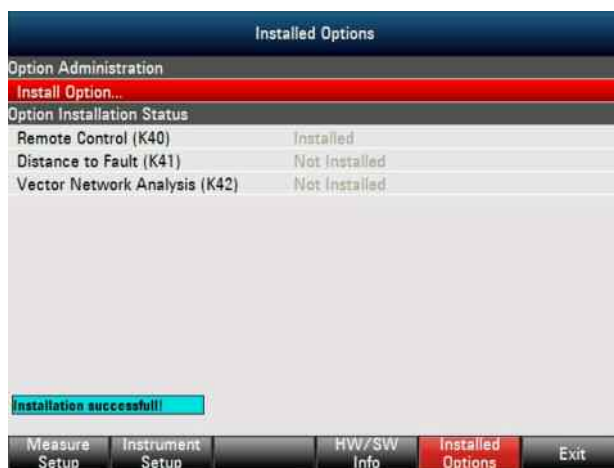 Installed Options
Option Administration
Install Option...
Option Installation Status
Remote Control (K40) Installed
Distance to Fault (K41) Not Installed
Vector Network Analysis (K42) Not Installed
Installation successfull!
Measure Setup Instrument Setup HW/SW Info Installed Options Exit